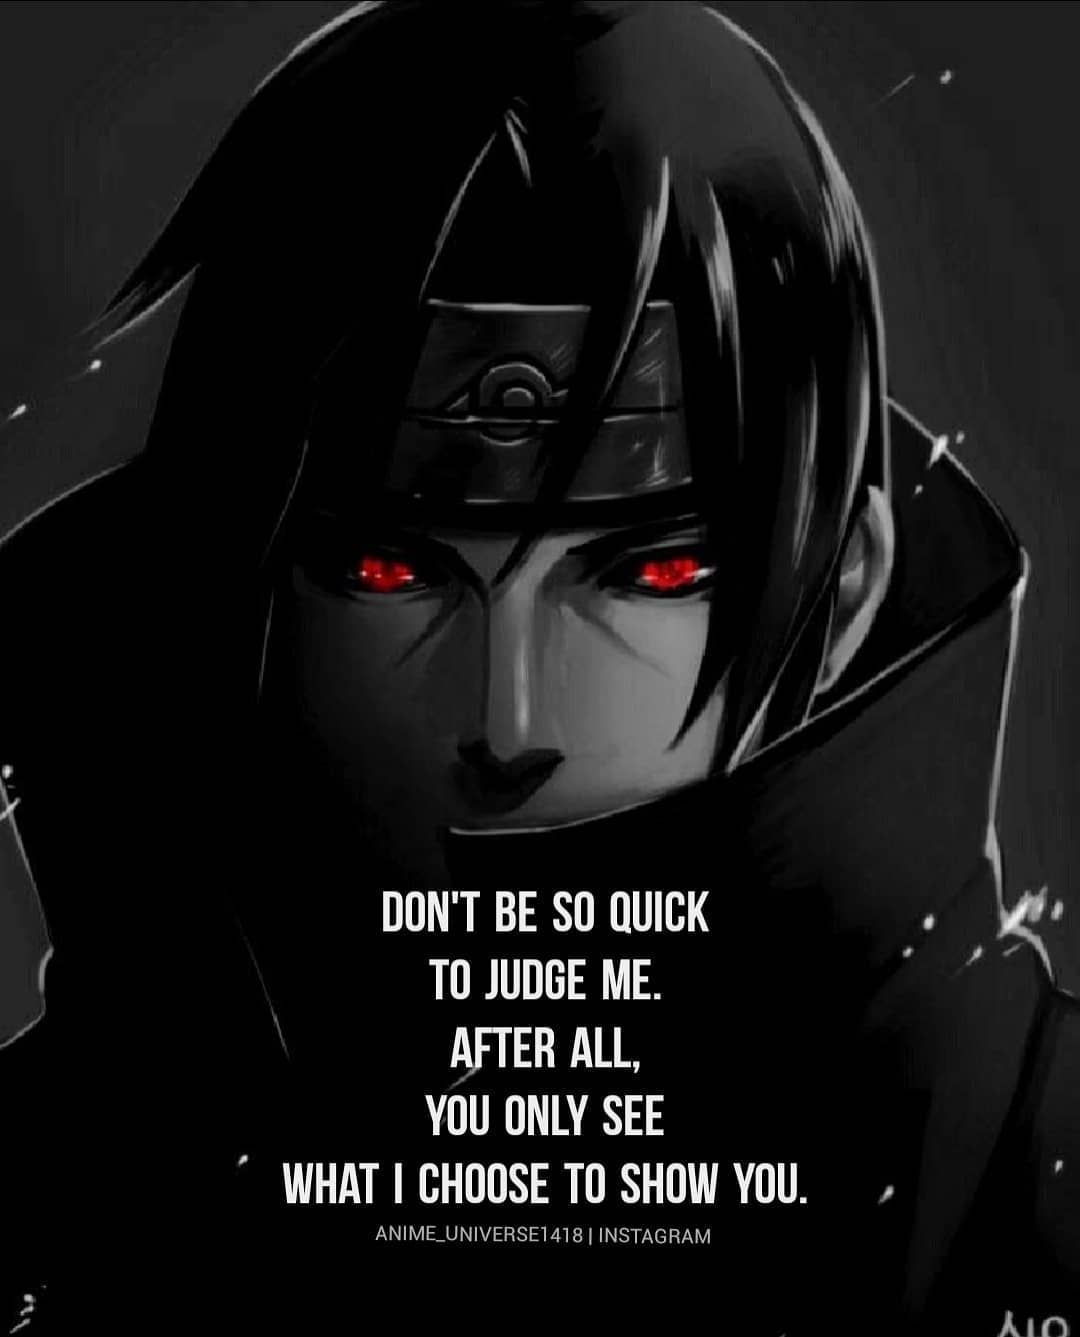 DON'T BE SO QUICK
TO JUDGE ME.
AFTER ALL,
YOU ONLY SEE
WHAT I CHOOSE TO SHOW YOU.
ANIME_UNIVERSE1418 | INSTAGRAM